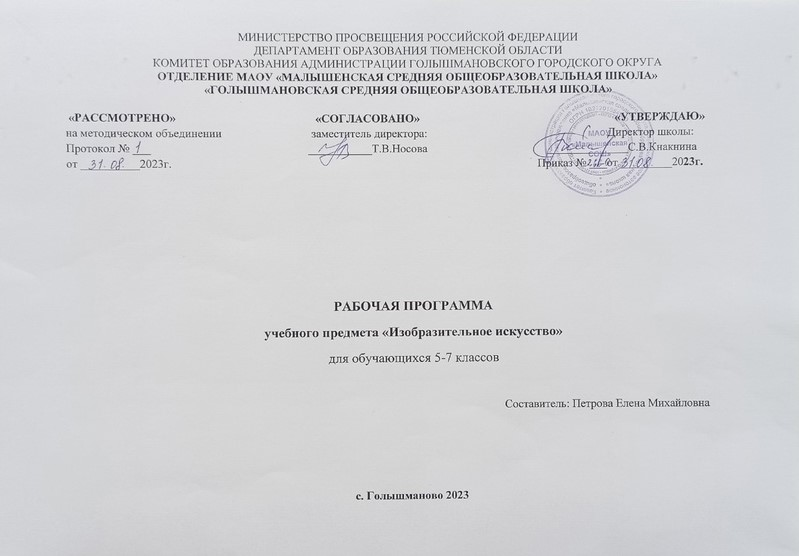 МИНИСТЕРСТВО ПРОСВЕЩЕНИЯ РОССИЙСКОЙ ФЕДЕРАЦИИ
ДЕПАРТАМЕНТ ОБРАЗОВАНИЯ ТЮМЕНСКОЙ ОБЛАСТИ
КОМИТЕТ ОБРАЗОВАНИЯ АДМИНИСТРАЦИИ ГОЛЫШМАНОВСКОГО ГОРОДСКОГО ОКРУГА
ОТДЕЛЕНИЕ МАОУ «МАЛЫШЕНСКАЯ СРЕДНЯЯ ОБЩЕОБРАЗОВАТЕЛЬНАЯ ШКОЛА»
«ГОЛЫШМАНОВСКАЯ СРЕДНЯЯ ОБЩЕОБРАЗОВАТЕЛЬНАЯ ШКОЛА»
«РАССМОТРЕНО» «СОГЛАСОВАНО» «УТВЕРЖДАЮ»
на методическом объединении заместитель директора: Директор школы:
Протокол № 1 Т.В.Носова С.В.Кнакнина
от 31.08. 2023г. Приказ № от 31.08. 2023г.
МАОУ
Малышенская
СОШ
РАБОЧАЯ ПРОГРАММА
учебного предмета «Изобразительное искусство»
для обучающихся 5-7 классов
Составитель: Петрова Елена Михайловна
с. Голышманово 2023